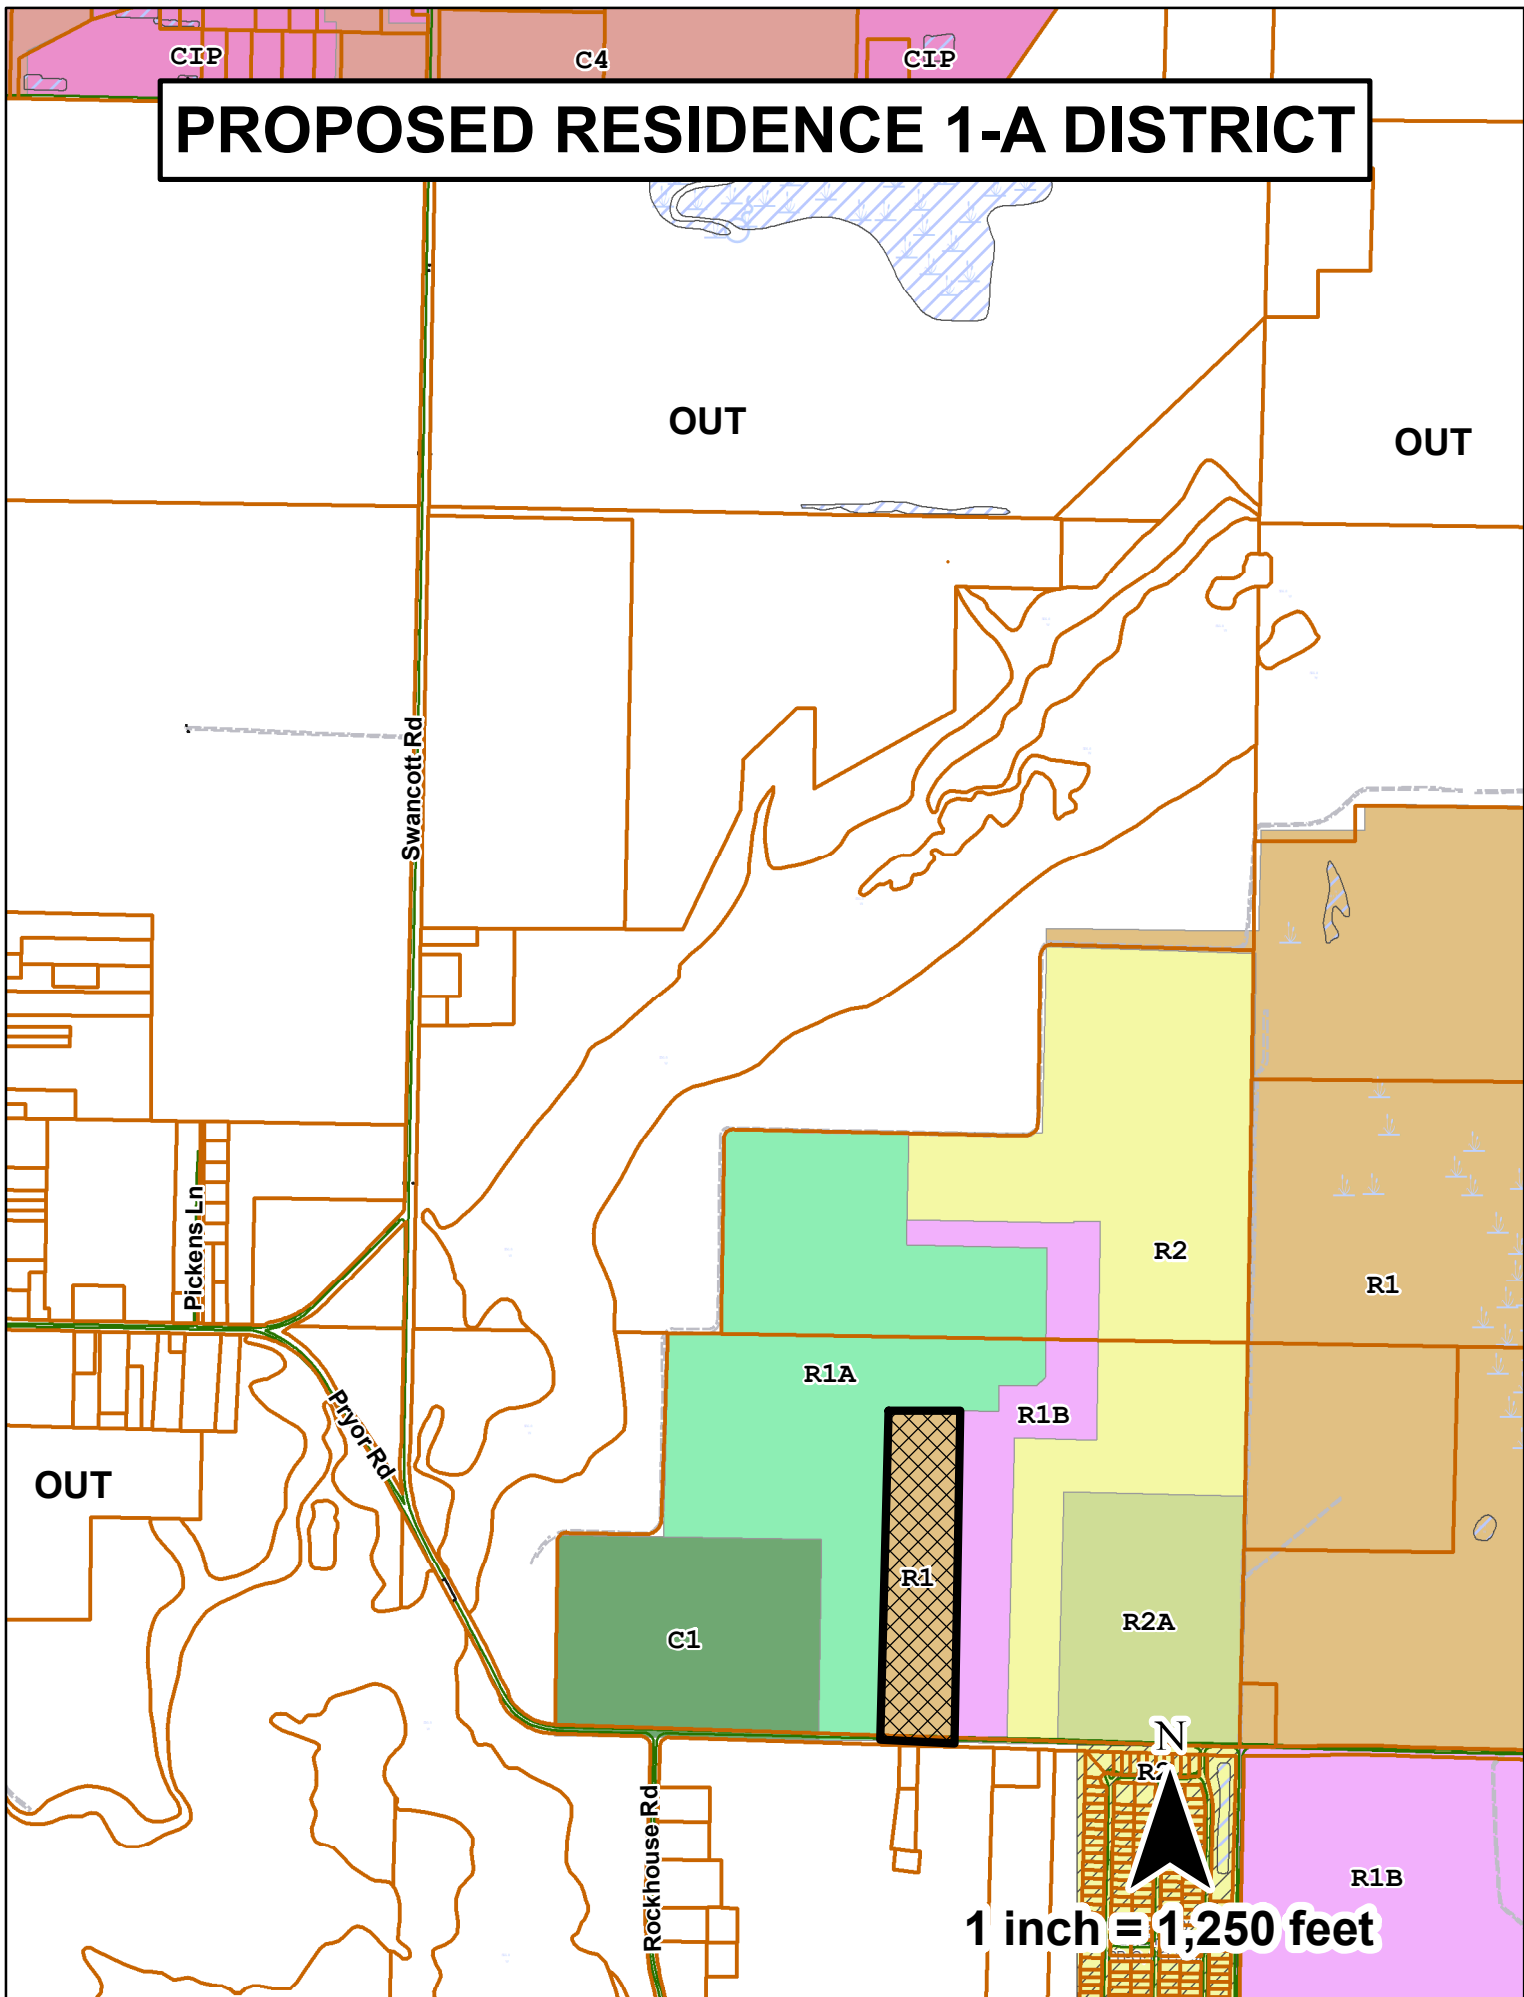 CIP
C4
CIP
PROPOSED RESIDENCE 1-A DISTRICT
OUT
OUT
Swancott Rd
Pickens Ln
R2
R1
R1A
R1B
Pryor Rd
OUT
R1
R2A
C1
N
R2
Rockhouse Rd
R1B
1 inch = 1,250 feet